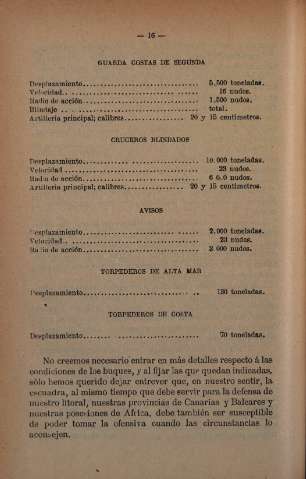 — 16 —
GUARDA COSTAS DE SEGUNDA
Desplazamiento.................................. 5.500 toneladas.
Velocidad.. .................................... 16 nudos.
Radio de acción................................. 1.500 nudos.
Blindaje ....................................... total.
Artillería principal; calibres.................. 20 y 15 centímetros.
CRUCEROS BLINDADOS
Desplazamiento.................................. 10.000 toneladas.
Velocidad ...................................... 23 nudos.
Radio de acción................................. nudos.
Artillería principal; calibres.................. 20 y 15 centímetros.
AVISOS
Desplazamiento.................................. 2.000 toneladas.
Velocidad.. .................................... 23 nudos.
Radio de acción................................. 3 000 nudos.
TORPEDEROS DE ALTA MAR
Desplazamiento.................................. 130 toneladas.
TORPEDEROS DE COSTA
Desplazamiento.................................. 70 toneladas.
No creemos necesario entrar en más detalles respecto á las
condiciones de los buques, y al fijar las que quedan indicadas,
sólo hemos querido dejar entrever que, en nuestro sentir, la
escuadra, al mismo tiempo que debe servir para la defensa de
nuestro litoral, nuestras provincias de Canarias y Baleares y
nuestras posesiones de Africa, debe también ser susceptible
de poder tomar la ofensiva cuando las circunstancias lo
aconsejen.